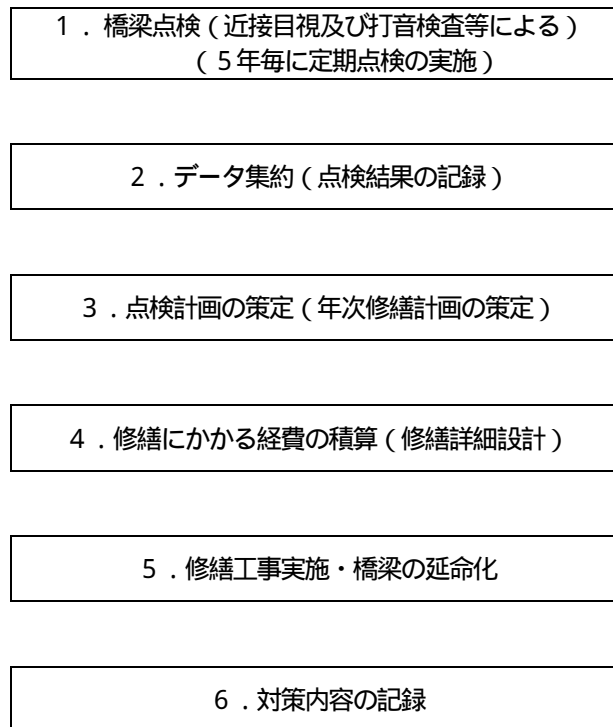 １．橋梁点検（近接目視及び打音検査等による）
（５年毎に定期点検の実施）
２．データ集約（点検結果の記録）
３．点検計画の策定（年次修繕計画の策定）
４．修繕にかかる経費の積算（修繕詳細設計）
５．修繕工事実施・橋梁の延命化
６．対策内容の記録